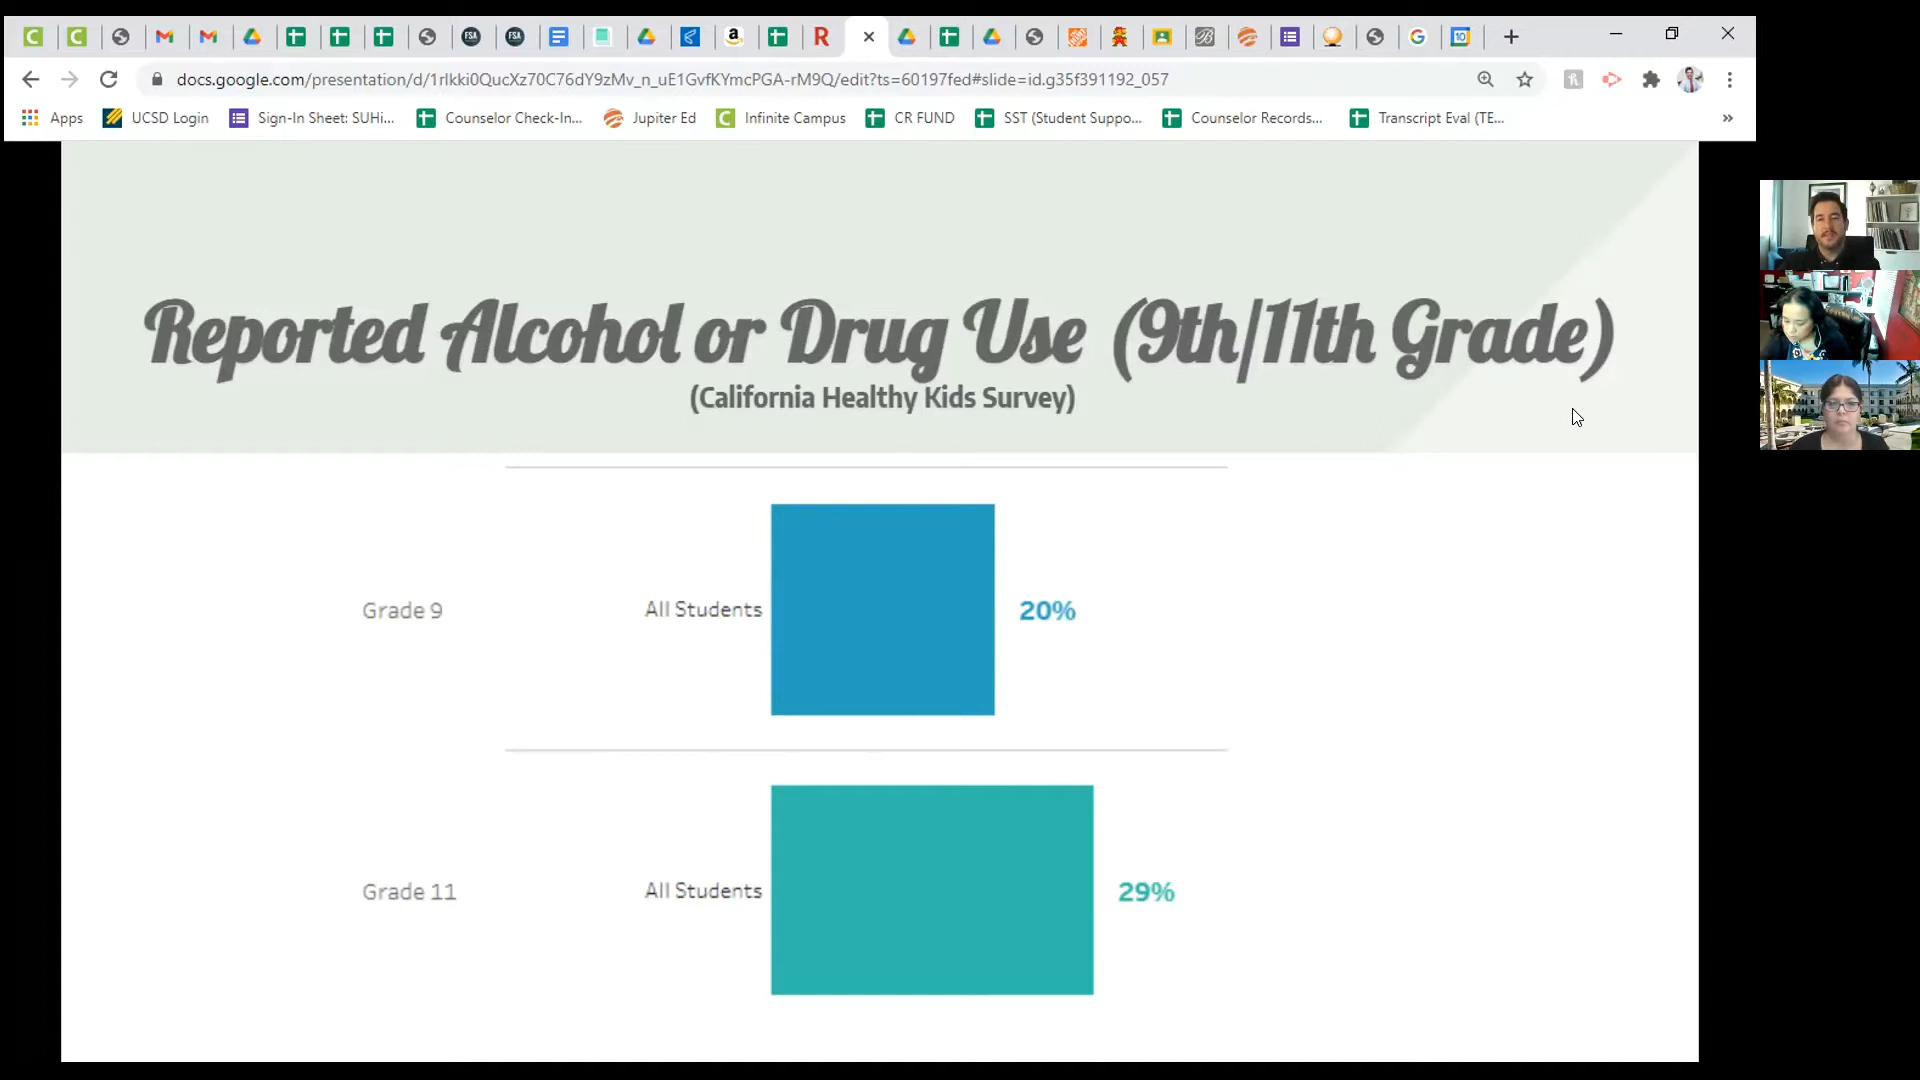 docs.google.com/presentation/d/1rlkki0QucXz70C76dY9zMv_n_uE1GvfKYmcPGA-rM9Q/edit?ts=60197fed#slide=id.g35f391192_057
Apps UCSD Login Sign-In Sheet: SUHi... Counselor Check-In... Jupiter Ed Infinite Campus CR FUND SST (Student Suppo... Counselor Records... Transcript Eval (TE... »
Reported Alcohol or Drug Use (9th/11th Grade)
(California Healthy Kids Survey)
Grade 9 All Students 20%
Grade 11 All Students 29%